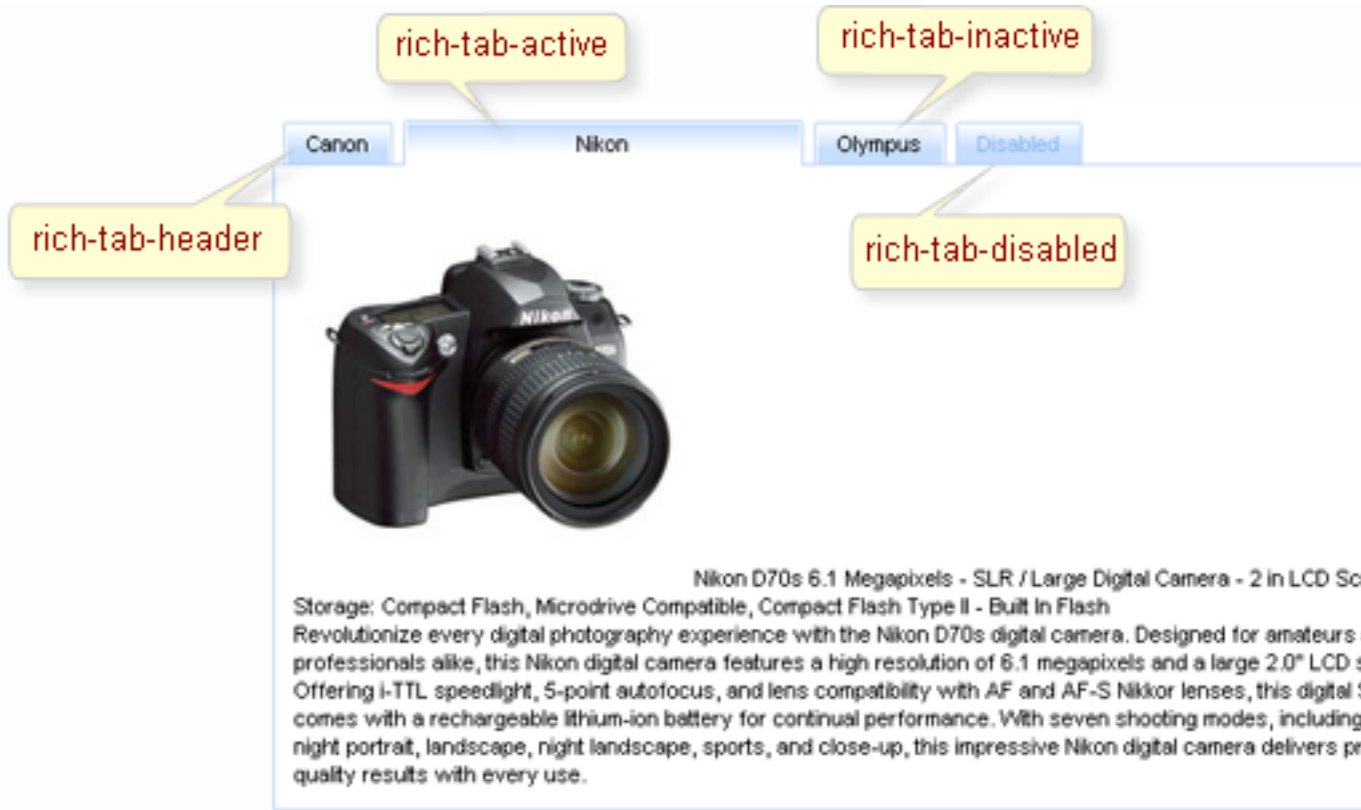 rich-tab-active
rich-tab-inactive
Canon
Nikon
Olympus
Disabled
rich-tab-header
rich-tab-disabled
Nikon
Nikon D70s 6.1 Megapixels - SLR / Large Digital Camera - 2 in LCD Sc
Storage: Compact Flash, Microdrive Compatible, Compact Flash Type II - Built In Flash
Revolutionize every digital photography experience with the Nikon D70s digital camera. Designed for amateurs
professionals alike, this Nikon digital camera features a high resolution of 6.1 megapixels and a large 2.0" LCD s
Offering i-TTL speedlight, 5-point autofocus, and lens compatibility with AF and AF-S Nikkor lenses, this digital
comes with a rechargeable lithium-ion battery for continual performance. With seven shooting modes, including
night portrait, landscape, night landscape, sports, and close-up, this impressive Nikon digital camera delivers pr
quality results with every use.